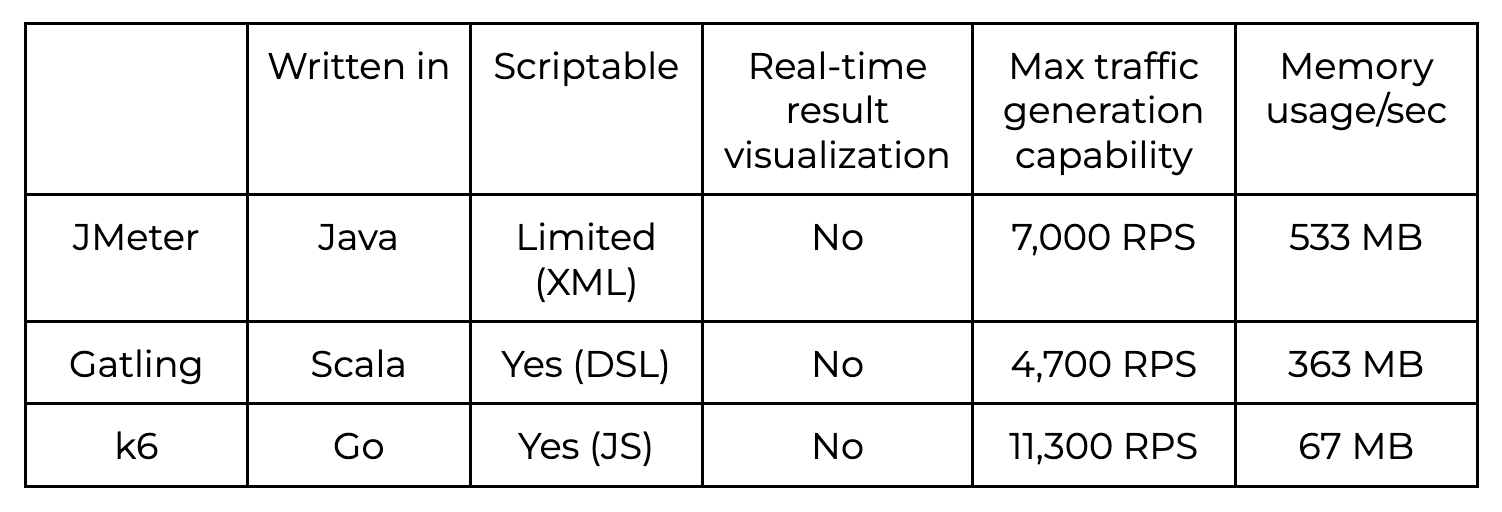 Written in
Scriptable
Real-time
result
visualization
Max traffic
generation
capability
Memory
usage/sec
JMeter
Java
Limited
(XML)
No
7,000 RPS
533 MB
Gatling
Scala
Yes (DSL)
No
4,700 RPS
363 MB
k6
Go
Yes (JS)
No
11,300 RPS
67 MB